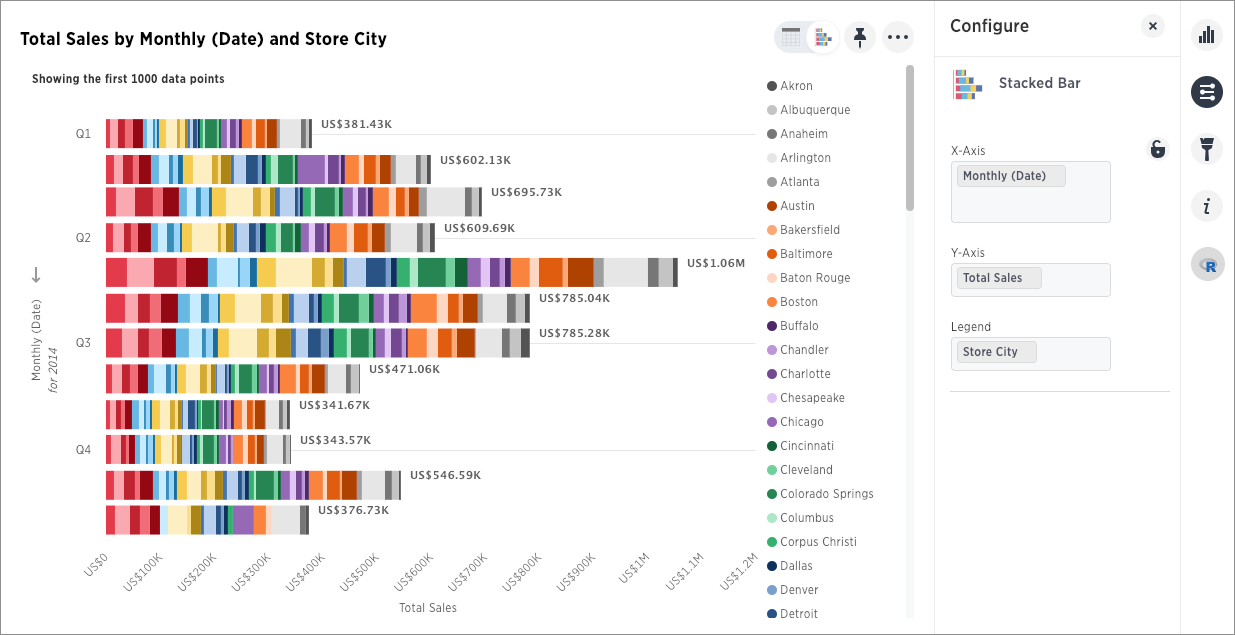 Total Sales by Monthly (Date) and Store City
Showing the first 1000 data points
Q1
US$381.43K
US$602.13K
US$695.73K
Q2
US$609.69K
US$1.06M
US$785.04K
Q3
US$785.28K
US$471.06K
US$341.67K
Q4
US$343.57K
US$546.59K
US$376.73K
Monthly (Date)
for 2014
US$0
US$100K
US$200K
US$300K
US$400K
US$500K
US$600K
US$700K
US$800K
US$900K
US$1M
US$1.1M
US$1.2M
Total Sales
Akron
Albuquerque
Anaheim
Arlington
Atlanta
Austin
Bakersfield
Baltimore
Baton Rouge
Boston
Buffalo
Chandler
Charlotte
Chesapeake
Chicago
Cincinnati
Cleveland
Colorado Springs
Columbus
Corpus Christi
Dallas
Denver
Detroit
Configure
Stacked Bar
X-Axis
Monthly (Date)
Y-Axis
Total Sales
Legend
Store City
i
R